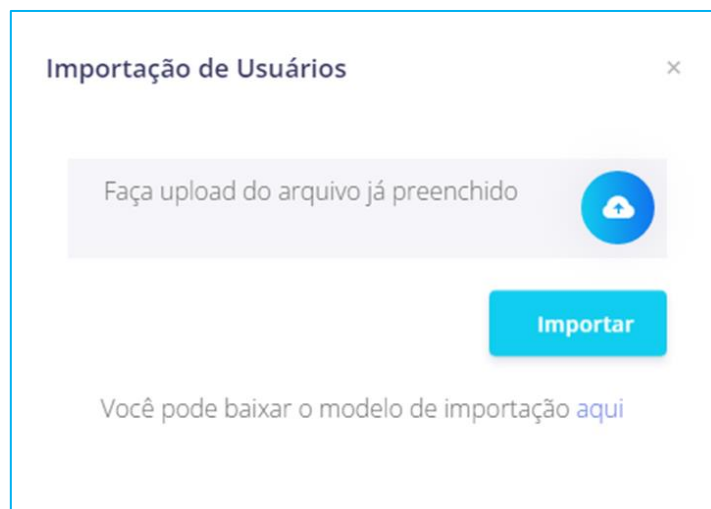 Importação de Usuários
Faça upload do arquivo já preenchido
Importar
Você pode baixar o modelo de importação aqui